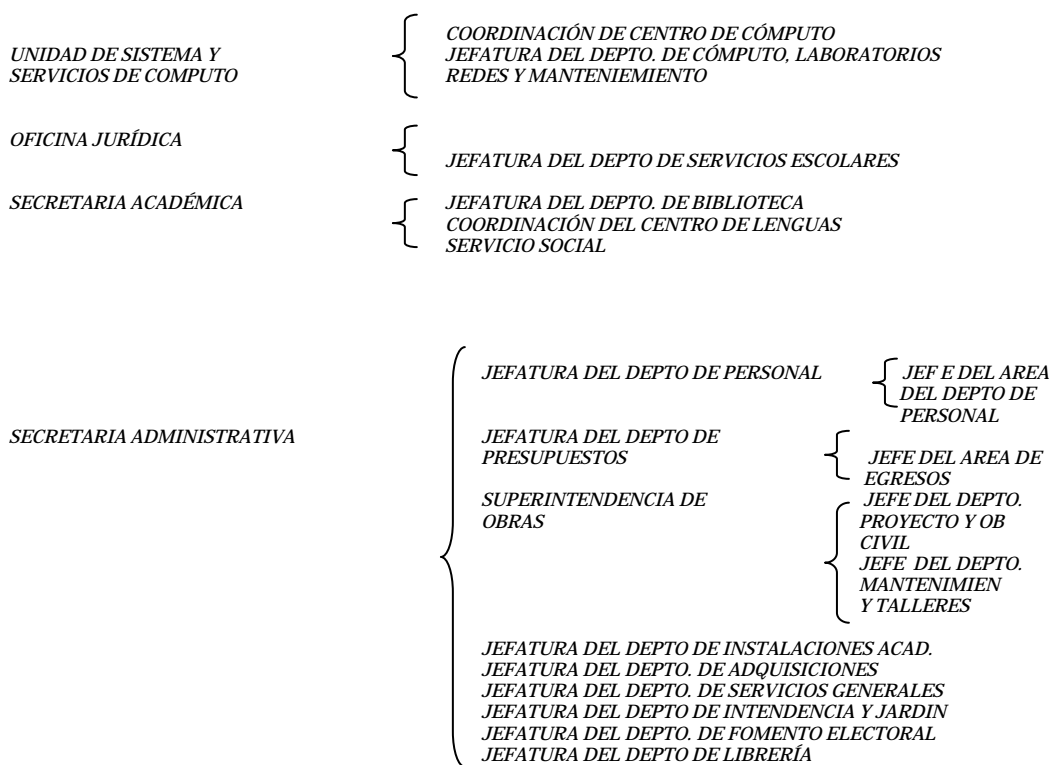 UNIDAD DE SISTEMA Y
SERVICIOS DE COMPUTO
COORDINACIÓN DE CENTRO DE CÓMPUTO
JEFATURA DEL DEPTO. DE CÓMPUTO, LABORATORIOS
REDES Y MANTENIEMIENTO
OFICINA JURÍDICA
JEFATURA DEL DEPTO DE SERVICIOS ESCOLARES
SECRETARIA ACADÉMICA
JEFATURA DEL DEPTO. DE BIBLIOTECA
COORDINACIÓN DEL CENTRO DE LENGUAS
SERVICIO SOCIAL
SECRETARIA ADMINISTRATIVA
JEFATURA DEL DEPTO DE PERSONAL
JEF E DEL AREA
DEL DEPTO DE
PERSONAL
JEFATURA DEL DEPTO DE
PRESUPUESTOS
JEFE DEL AREA DE
EGRESOS
SUPERINTENDENCIA DE
OBRAS
JEFE DEL DEPTO.
PROYECTO Y OB
CIVIL
JEFE DEL DEPTO.
MANTENIMIEN
Y TALLERES
JEFATURA DEL DEPTO DE INSTALACIONES ACAD.
JEFATURA DEL DEPTO. DE ADQUISICIONES
JEFATURA DEL DEPTO. DE SERVICIOS GENERALES
JEFATURA DEL DEPTO DE INTENDENCIA Y JARDIN
JEFATURA DEL DEPTO. DE FOMENTO ELECTORAL
JEFATURA DEL DEPTO DE LIBRERÍA